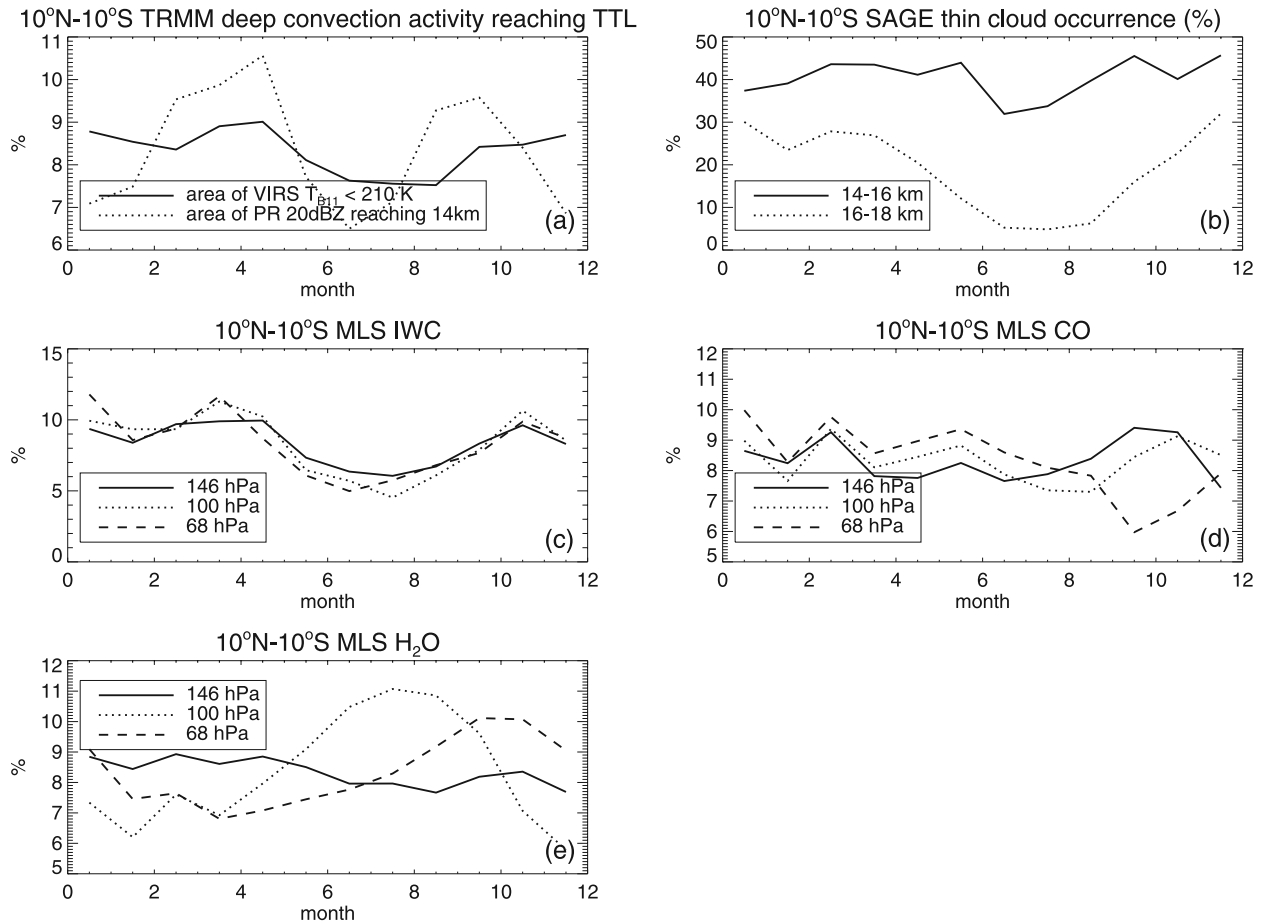 10°N-10°S TRMM deep convection activity reaching TTL
11
10
9
8
7
6
%
area of VIRS T_B11 < 210 K
area of PR 20dBZ reaching 14km
(a)
0 2 4 6 8 10 12
month
10°N-10°S SAGE thin cloud occurrence (%)
50
40
30
20
10
0
%
14-16 km
16-18 km
(b)
0 2 4 6 8 10 12
month
10°N-10°S MLS IWC
15
10
5
0
%
146 hPa
100 hPa
68 hPa
(c)
0 2 4 6 8 10 12
month
10°N-10°S MLS CO
12
11
10
9
8
7
6
5
%
146 hPa
100 hPa
68 hPa
(d)
0 2 4 6 8 10 12
month
10°N-10°S MLS H₂O
12
11
10
9
8
7
6
5
%
146 hPa
100 hPa
68 hPa
(e)
0 2 4 6 8 10 12
month